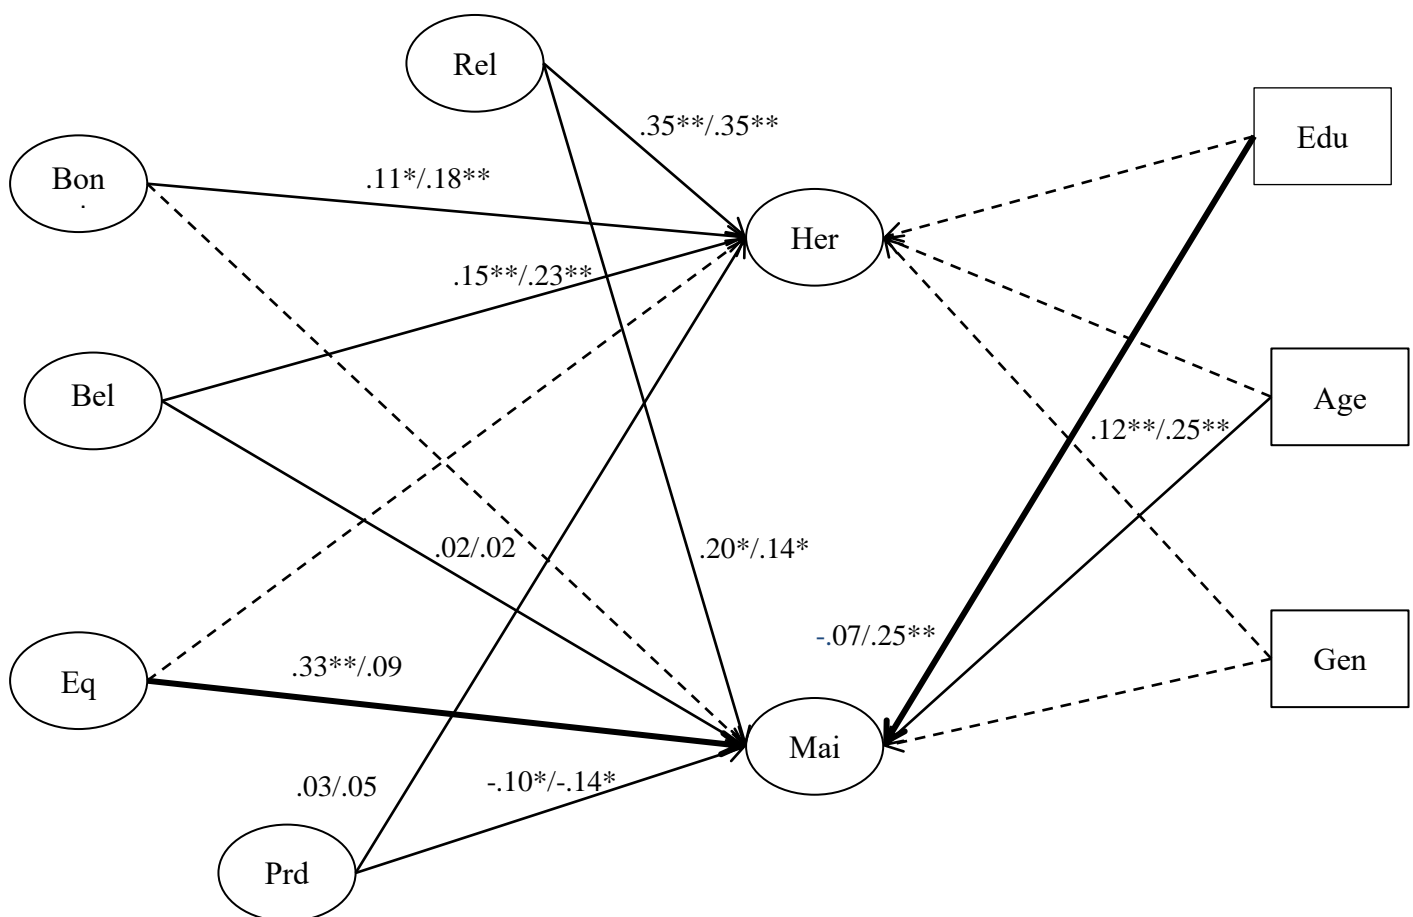 Rel
.35**/.35**
Edu
Bon
.
.11*/.18**
Her
.15**/.23**
Bel
Age
.12**/.25**
.02/.02
.20*/.14*
-.07/.25**
Eq
.33**/.09
Gen
Mai
.03/.05
-.10*/-.14*
Prd